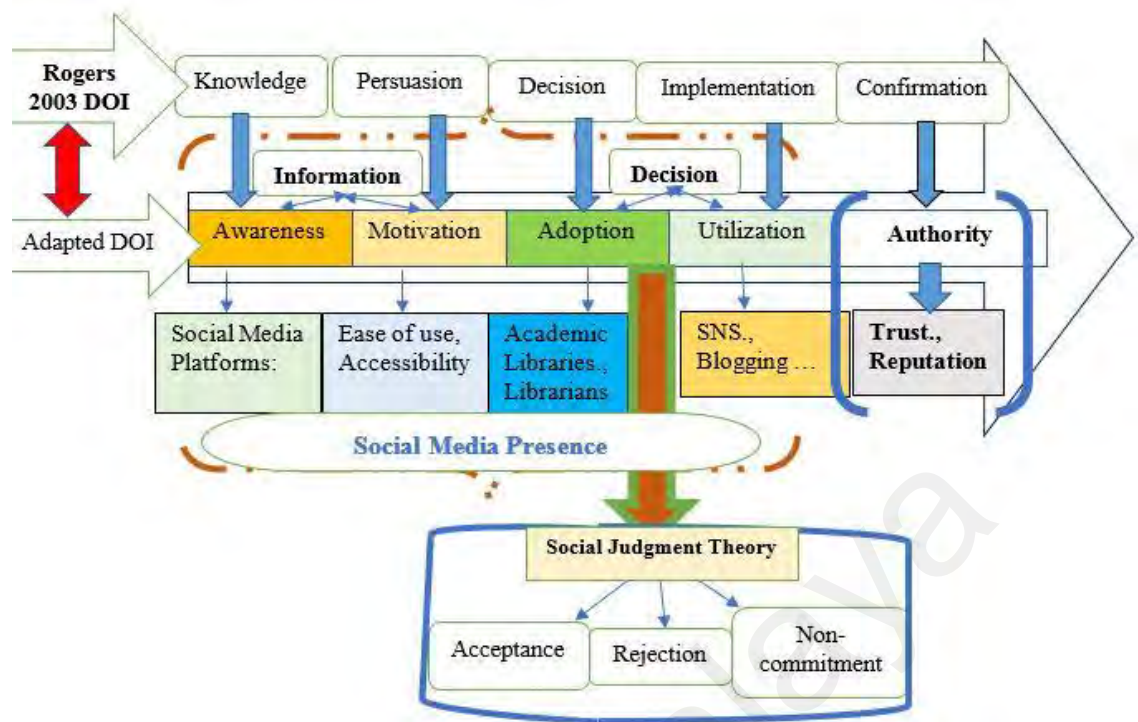 Rogers
2003 DOI
Knowledge
Persuasion
Decision
Implementation
Confirmation
Information
Decision
Adapted DOI
Awareness
Motivation
Adoption
Utilization
Authority
Social Media
Platforms:
Ease of use,
Accessibility
Academic
Libraries.,
Librarians
SNS.,
Blogging ...
Trust.,
Reputation
Social Media Presence
Social Judgment Theory
Acceptance
Rejection
Non-
commitment